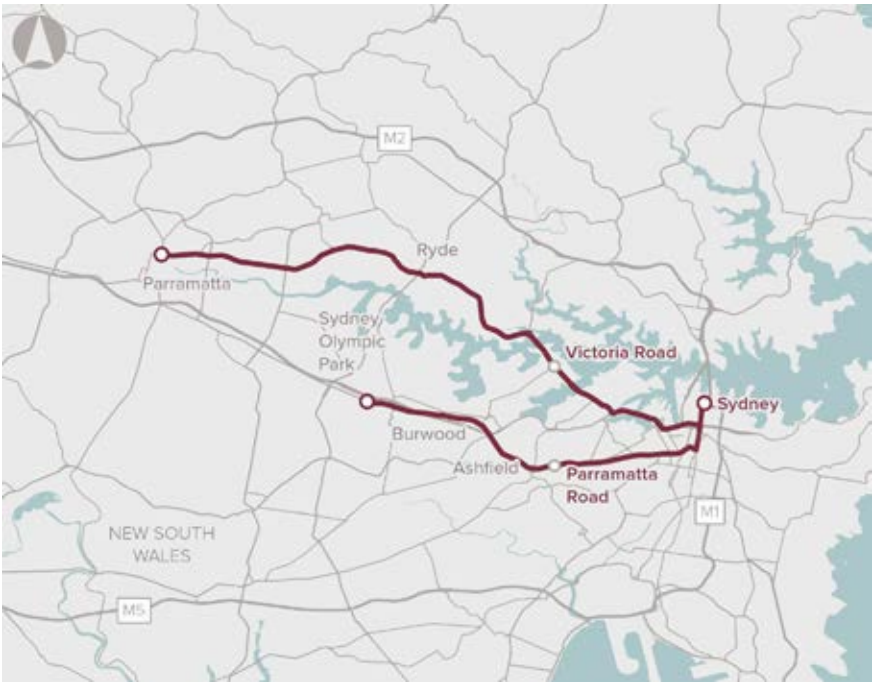 M2
Ryde
Parramatta
Sydney
Olympic
Park
Victoria Road
Sydney
Burwood
Ashfield
Parramatta
Road
M1
NEW SOUTH
WALES
M5